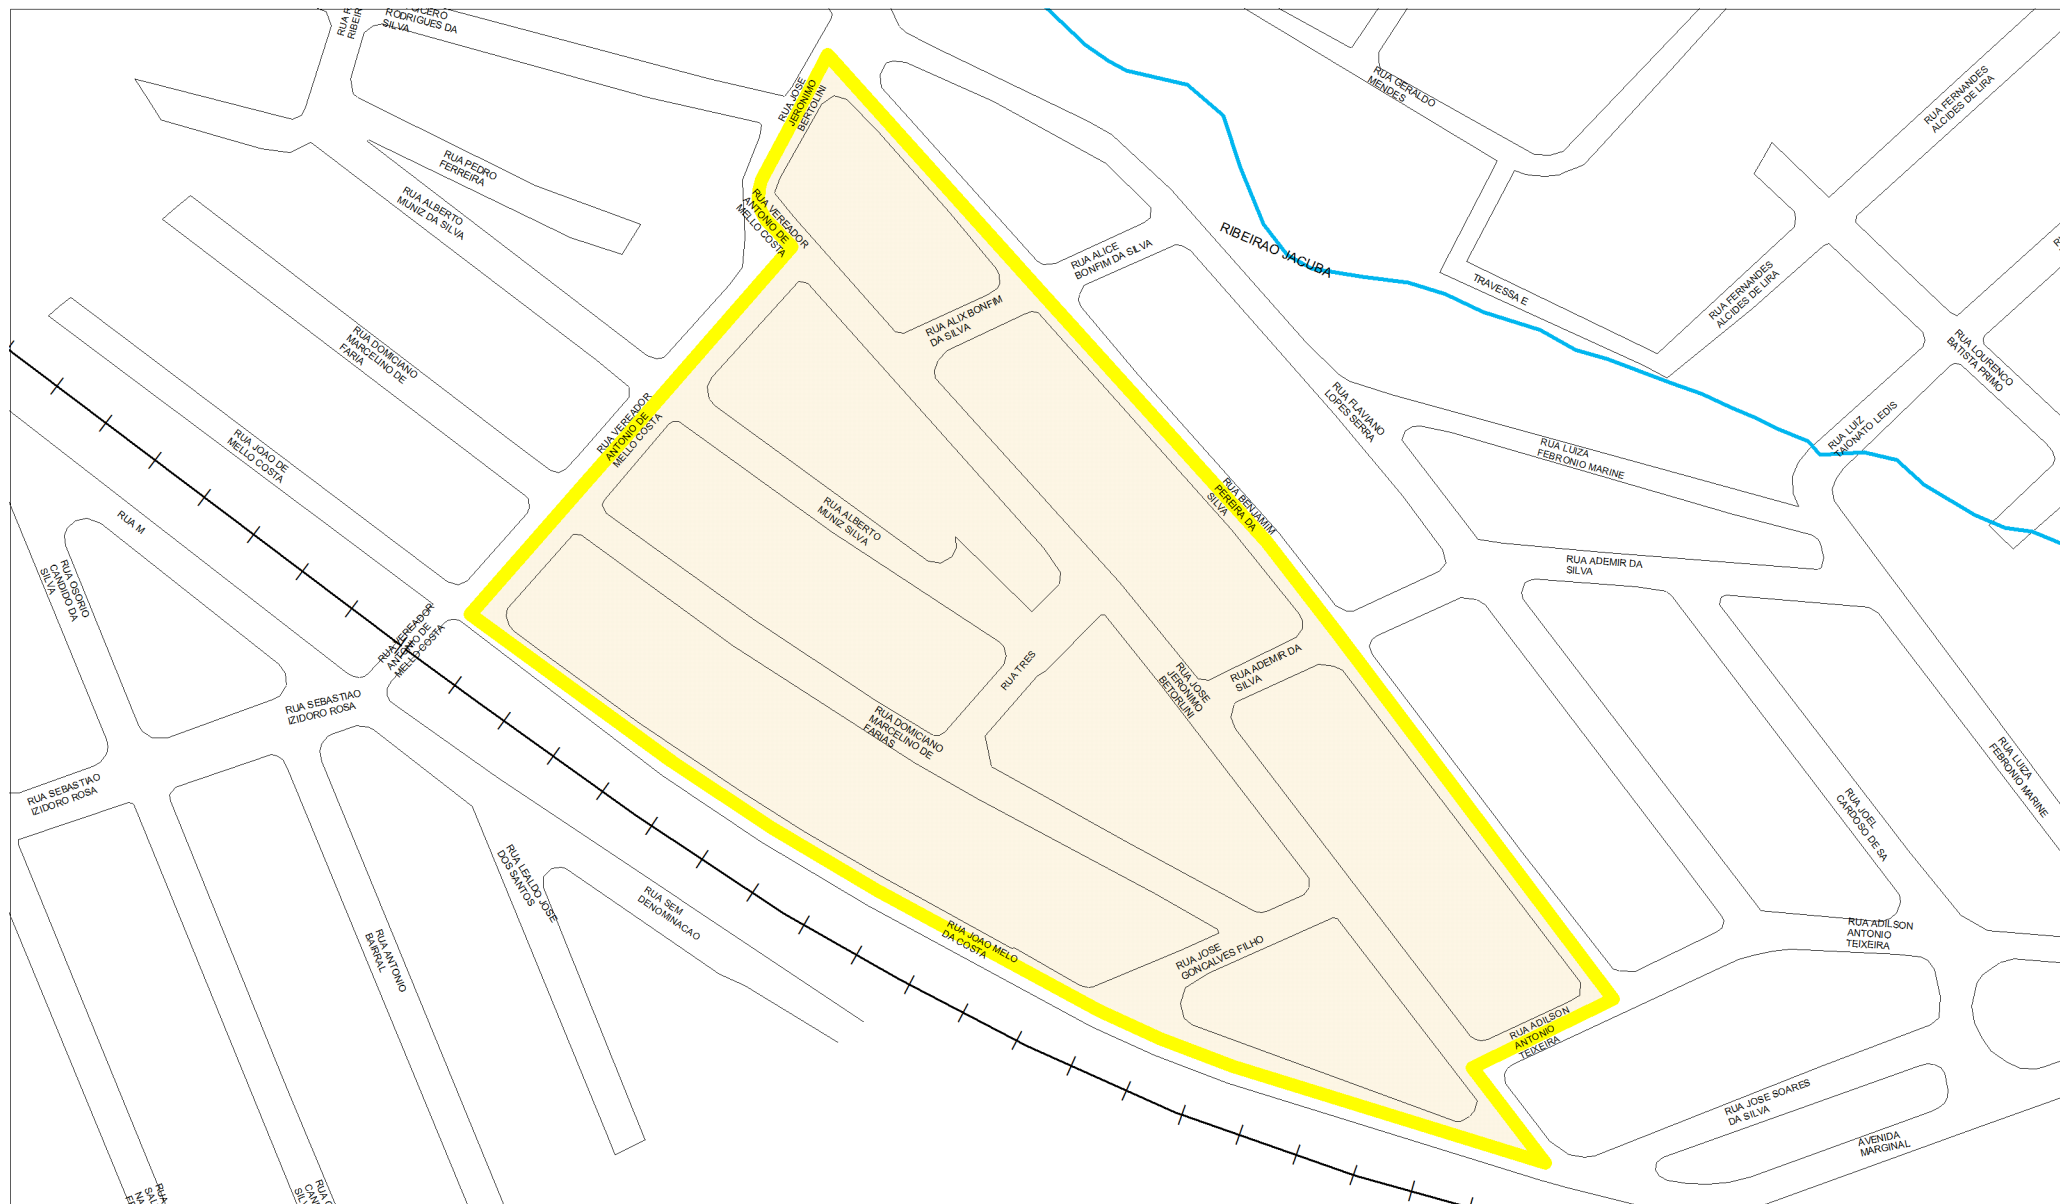 CICERO
RODRIGUES DA
SILVA
RUA JOSE
JERONIMO
BERTOLINI
RUA GERALDO
MENDES
RUA FERNANDES
ALCIDES DE LIRA
RUA PEDRO
FERREIRA
RUA ALBERTO
MUNIZ DA SILVA
RUA VEREADOR
ANTONIO DE
MELLO COSTA
RUA ALICE
BONFIM DA SILVA
RIBEIRAO JACUBA
TRAVESSA E
RUA FERNANDES
ALCIDES DE LIRA
RUA ALIX BONFIM
DA SILVA
RUA DOMICIANO
MARCELINO DE
FARIA
RUA LOURENCO
BATISTA PRIMO
RUA FLAVIANO
LOPES SERRA
RUA VEREADOR
ANTONIO DE
MELLO COSTA
RUA LUIZ
TAIONATO LEDIS
RUA JOAO DE
MELLO COSTA
RUA LUIZA
FEBRONIO MARINE
RUA M
RUA ALBERTO
MUNIZ SILVA
RUA BENJAMIM
PEREIRA DA
SILVA
RUA OSORIO
CANDIDO DA
SILVA
RUA ADEMIR DA
SILVA
RUA VEREADOR
ANTONIO DE
MELLO COSTA
RUA TRES
RUA JOSE
JERONIMO
BETORLINI
RUA ADEMIR DA
SILVA
RUA SEBASTIAO
IZIDORO ROSA
RUA DOMICIANO
MARCELINO DE
FARIAS
RUA LUIZA
FEBRONIO MARINE
RUA SEBASTIAO
IZIDORO ROSA
RUA JOEL
CARDOSO DE SA
RUA LEALDO JOSE
DOS SANTOS
RUA SEM
DENOMINACAO
RUA JOAO MELO
DA COSTA
RUA JOSE
GONCALVES FILHO
RUA ADILSON
ANTONIO
TEIXEIRA
RUA ANTONIO
BAIRRAL
RUA ADILSON
ANTONIO
TEIXEIRA
RUA JOSE SOARES
DA SILVA
AVENIDA
MARGINAL